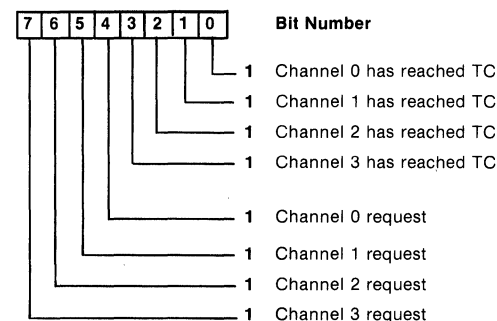 7 6 5 4 3 2 1 0 Bit Number
1 Channel 0 has reached TC
1 Channel 1 has reached TC
1 Channel 2 has reached TC
1 Channel 3 has reached TC
1 Channel 0 request
1 Channel 1 request
1 Channel 2 request
1 Channel 3 request